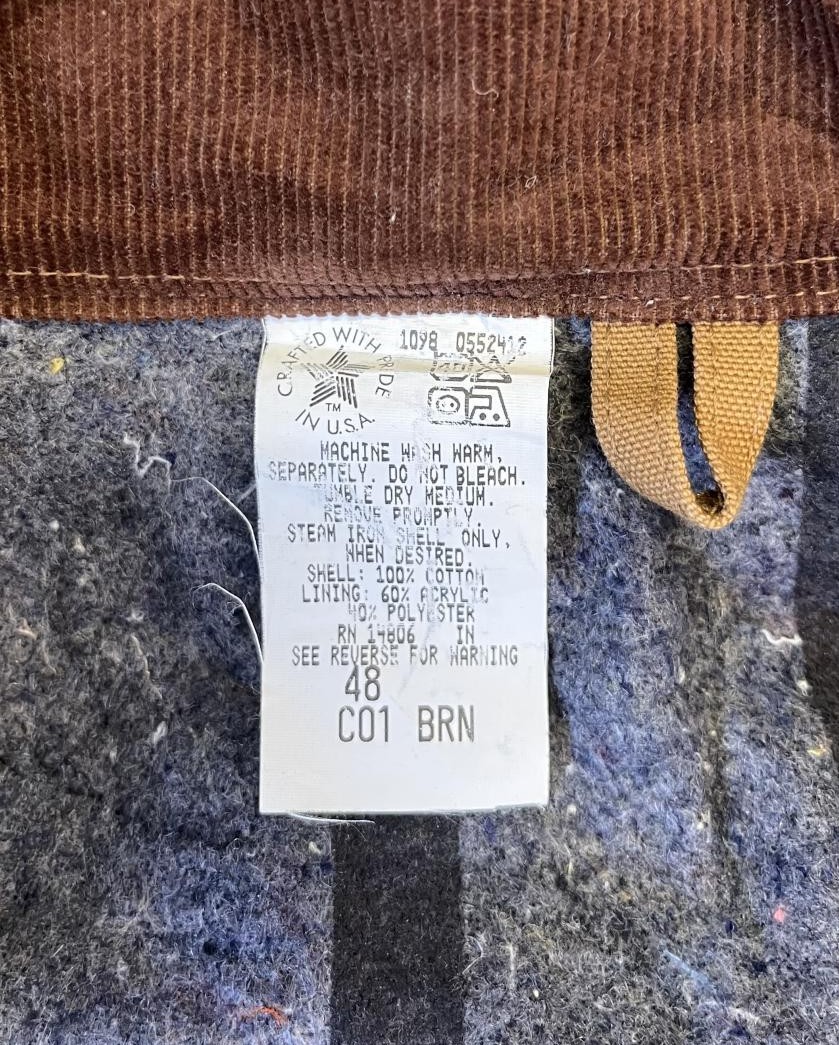 CRAFTED WITH PRIDE
TM
IN U.S.A.
1098
MACHINE WASH WARM,
SEPARATELY. DO NOT BLEACH.
TUMBLE DRY MEDIUM.
REMOVE PROMPTLY.
STEAM IRON SHELL ONLY,
WHEN DESIRED.
SHELL: 100% COTTON
LINING: 60% ACRYLIC
40% POLYESTER
RN 14806 IN
SEE REVERSE FOR WARNING
48
C01 BRN